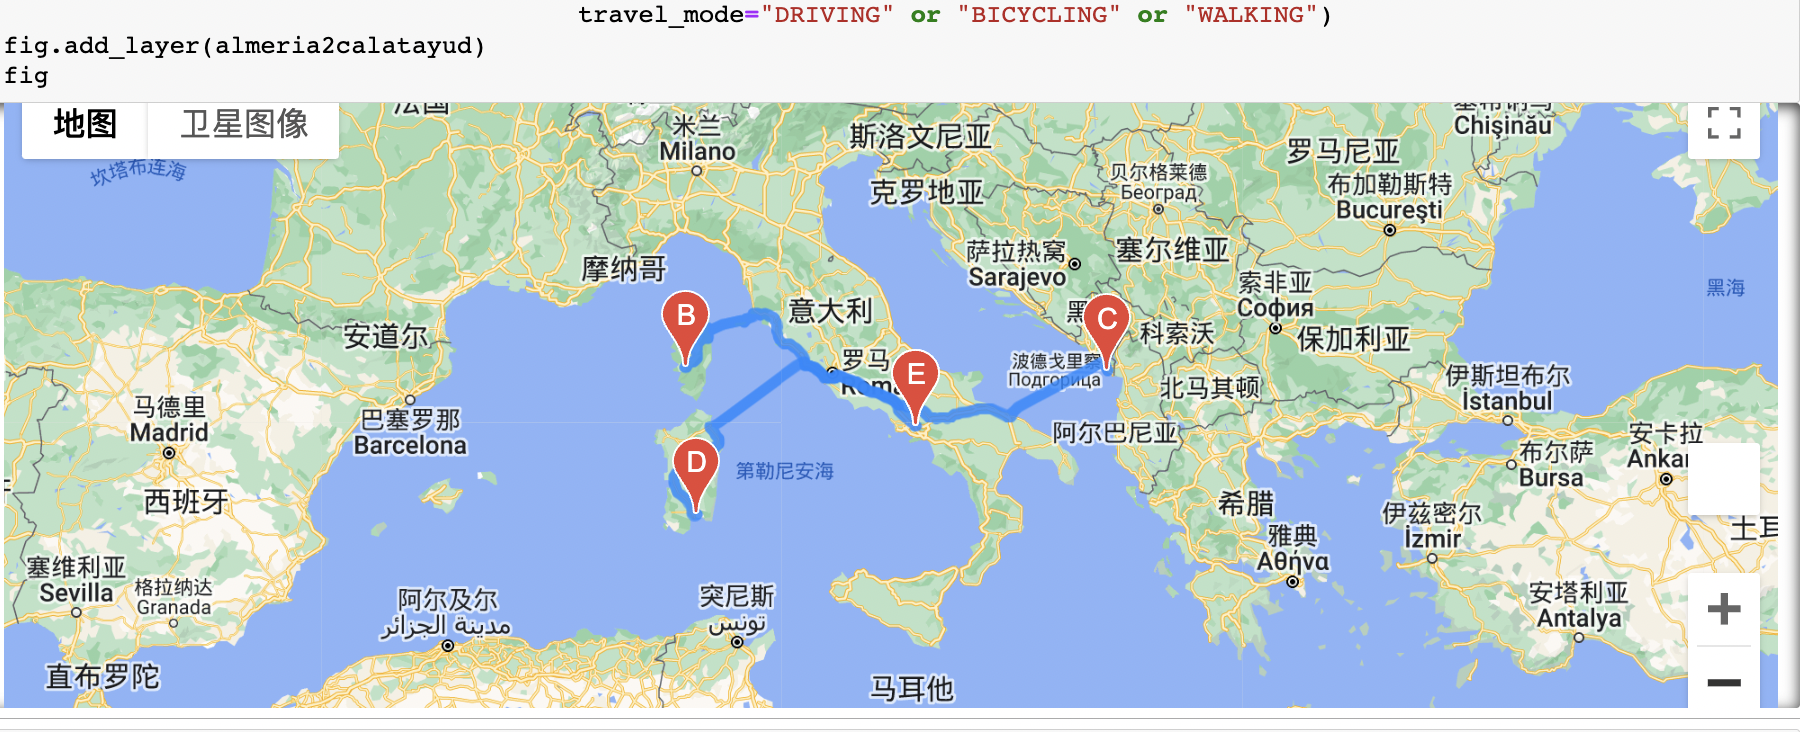 travel_mode="DRIVING" or "BICYCLING" or "WALKING")
fig.add_layer(almeria2calatayud)
fig
地图
卫星图像
法国
坎塔布连海
米兰
Milano
斯洛文尼亚
克罗地亚
贝尔格莱德
Београд
罗马尼亚
布加勒斯特
Bucureşti
Chişinău
摩纳哥
萨拉热窝
Sarajevo
塞尔维亚
索非亚
София
黑海
B
意大利
黑
C
科索沃
保加利亚
安道尔
罗马
E
波德戈里察
Подгорица
北马其顿
伊斯坦布尔
İstanbul
马德里
Madrid
巴塞罗那
Barcelona
阿尔巴尼亚
安卡拉
布尔萨
Bursa
D
第勒尼安海
西班牙
希腊
伊兹密尔
İzmir
雅典
Αθήνα
塞维利亚
Sevilla
格拉纳达
Granada
阿尔及尔
مدينة الجزائر
突尼斯
تونس
安塔利亚
Antalya
直布罗陀
马耳他